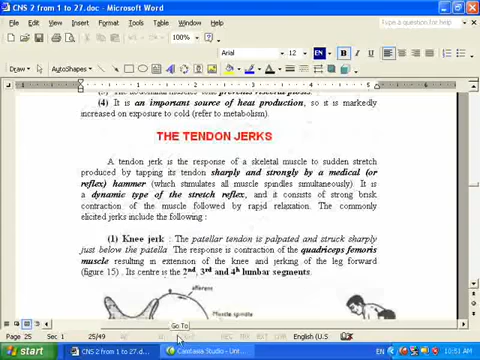 CNS 2 from 1 to 27.doc - Microsoft Word
File Edit View Insert Format Tools Table Window Help
Type a question for help
100%
Arial 12 EN B I U
Draw AutoShapes
(4) It is an important source of heat production, so it is markedly
increased on exposure to cold (refer to metabolism).
THE TENDON JERKS
A tendon jerk is the response of a skeletal muscle to sudden stretch
produced by tapping its tendon sharply and strongly by a medical (or
reflex) hammer (which stimulates all muscle spindles simultaneously). It is
a dynamic type of the stretch reflex, and it consists of strong brisk
contraction of the muscle followed by rapid relaxation. The commonly
elicited jerks include the following :
(1) Knee jerk : The patellar tendon is palpated and struck sharply
just below the patella. The response is contraction of the quadriceps femoris
muscle resulting in extension of the knee and jerking of the leg forward
(figure 15) . Its centre is the 2nd, 3rd and 4th lumbar segments.
afferent
Muscle spindle
Go To
Page 25 Sec 1 25/49 English (U.S
start CNS 2 from 1 to 27.do... Camtasia Studio - Unt... EN 10:51 AM